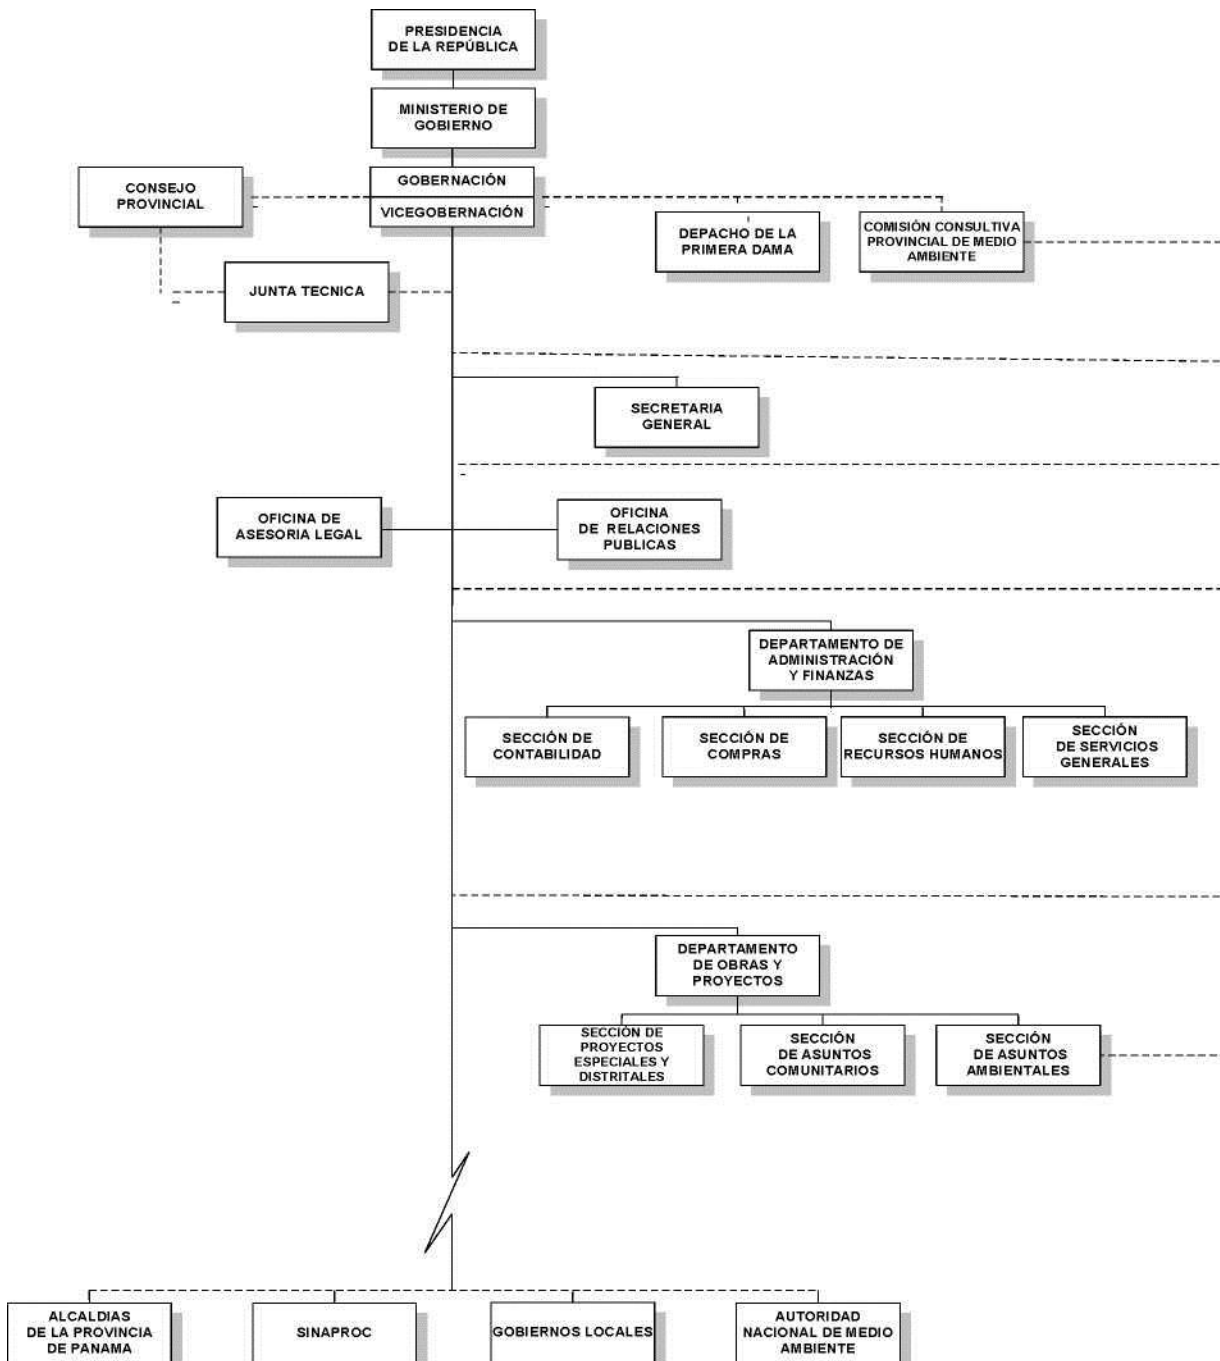 PRESIDENCIA
DE LA REPÚBLICA
MINISTERIO DE
GOBIERNO
CONSEJO
PROVINCIAL
GOBERNACIÓN
VICEGOBERNACIÓN
DEPACHO DE LA
PRIMERA DAMA
COMISIÓN CONSULTIVA
PROVINCIAL DE MEDIO
AMBIENTE
JUNTA TECNICA
SECRETARIA
GENERAL
OFICINA DE
ASESORIA LEGAL
OFICINA
DE RELACIONES
PUBLICAS
DEPARTAMENTO DE
ADMINISTRACIÓN
Y FINANZAS
SECCIÓN DE
CONTABILIDAD
SECCIÓN DE
COMPRAS
SECCIÓN DE
RECURSOS HUMANOS
SECCIÓN
DE SERVICIOS
GENERALES
DEPARTAMENTO
DE OBRAS Y
PROYECTOS
SECCIÓN DE
PROYECTOS
ESPECIALES Y
DISTRITALES
SECCIÓN
DE ASUNTOS
COMUNITARIOS
SECCIÓN
DE ASUNTOS
AMBIENTALES
ALCALDIAS
DE LA PROVINCIA
DE PANAMA
SINAPROC
GOBIERNOS LOCALES
AUTORIDAD
NACIONAL DE MEDIO
AMBIENTE